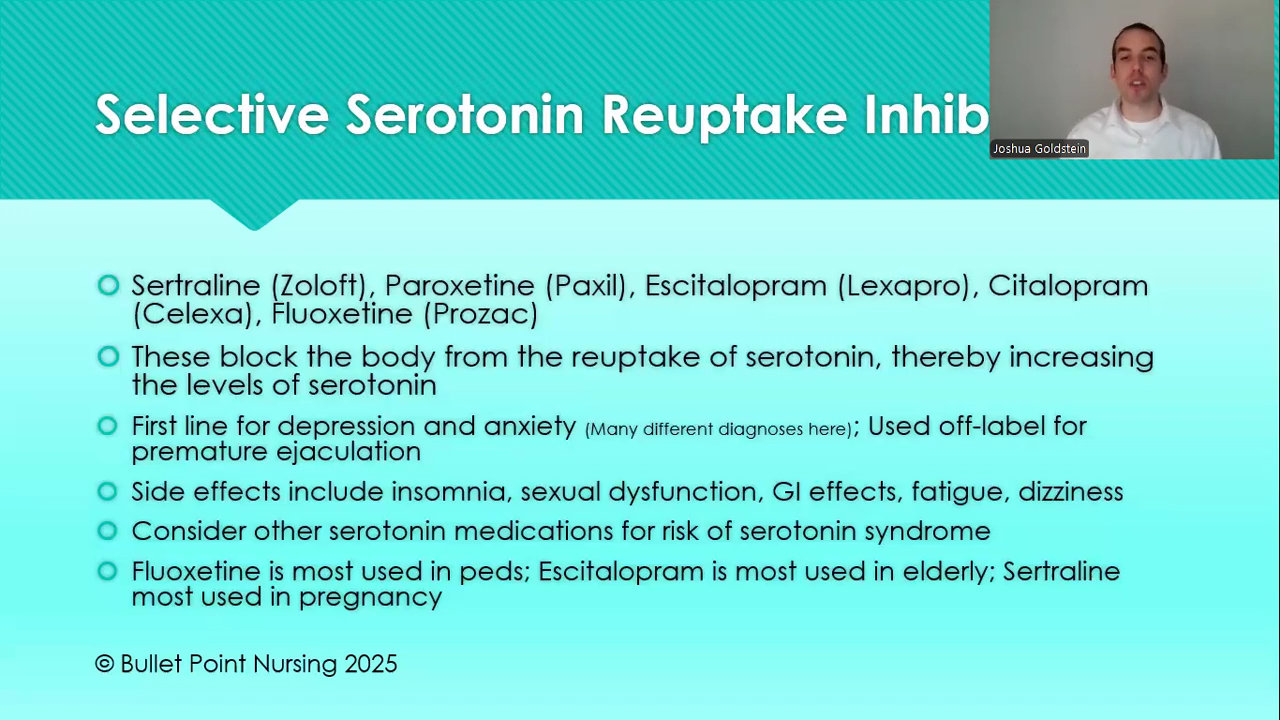 Selective Serotonin Reuptake Inhib
Joshua Goldstein
Sertraline (Zoloft), Paroxetine (Paxil), Escitalopram (Lexapro), Citalopram
(Celexa), Fluoxetine (Prozac)
These block the body from the reuptake of serotonin, thereby increasing
the levels of serotonin
First line for depression and anxiety (Many different diagnoses here); Used off-label for
premature ejaculation
Side effects include insomnia, sexual dysfunction, GI effects, fatigue, dizziness
Consider other serotonin medications for risk of serotonin syndrome
Fluoxetine is most used in peds; Escitalopram is most used in elderly; Sertraline
most used in pregnancy
© Bullet Point Nursing 2025